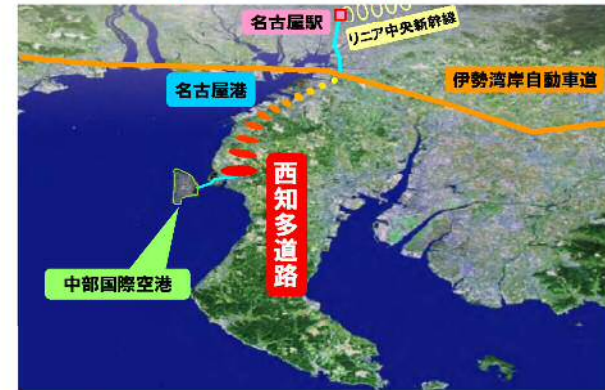 名古屋駅
リニア中央新幹線
名古屋港
伊勢湾岸自動車道
西知多道路
中部国際空港